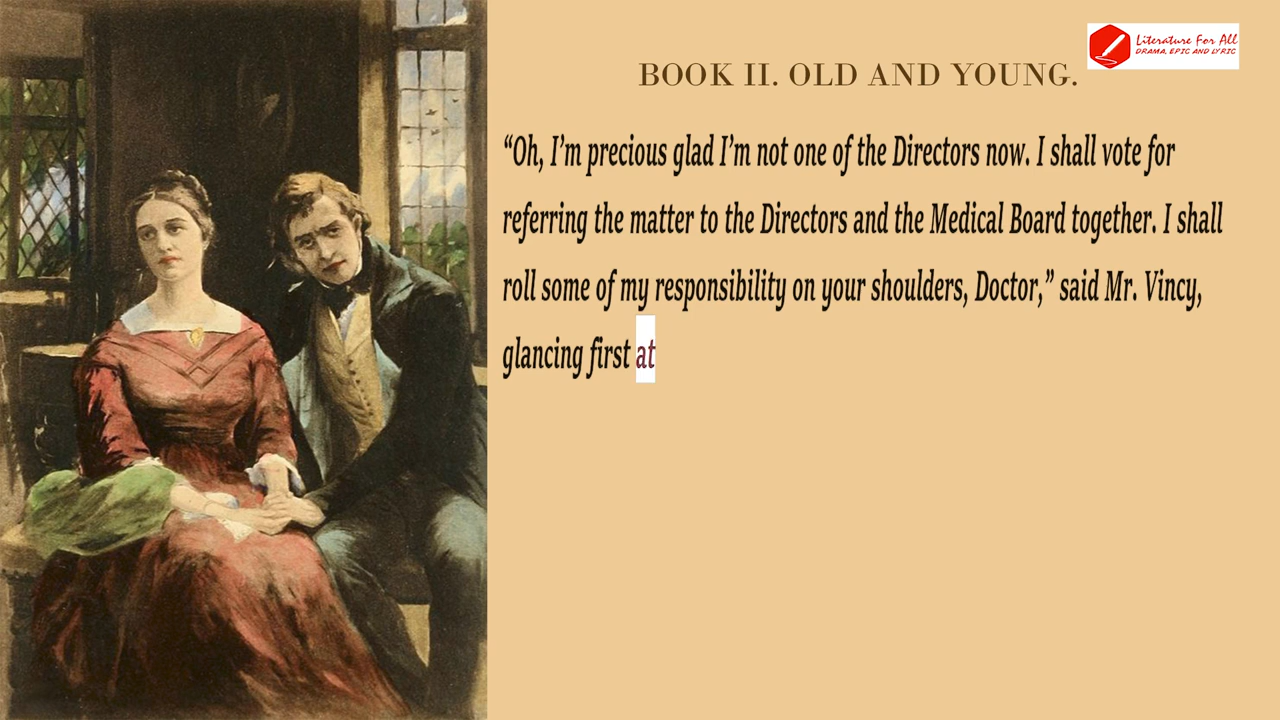 Literature For All
DRAMA, EPIC AND LYRIC
BOOK II. OLD AND YOUNG.
“Oh, I’m precious glad I’m not one of the Directors now. I shall vote for
referring the matter to the Directors and the Medical Board together. I shall
roll some of my responsibility on your shoulders, Doctor,” said Mr. Vincy,
glancing first at